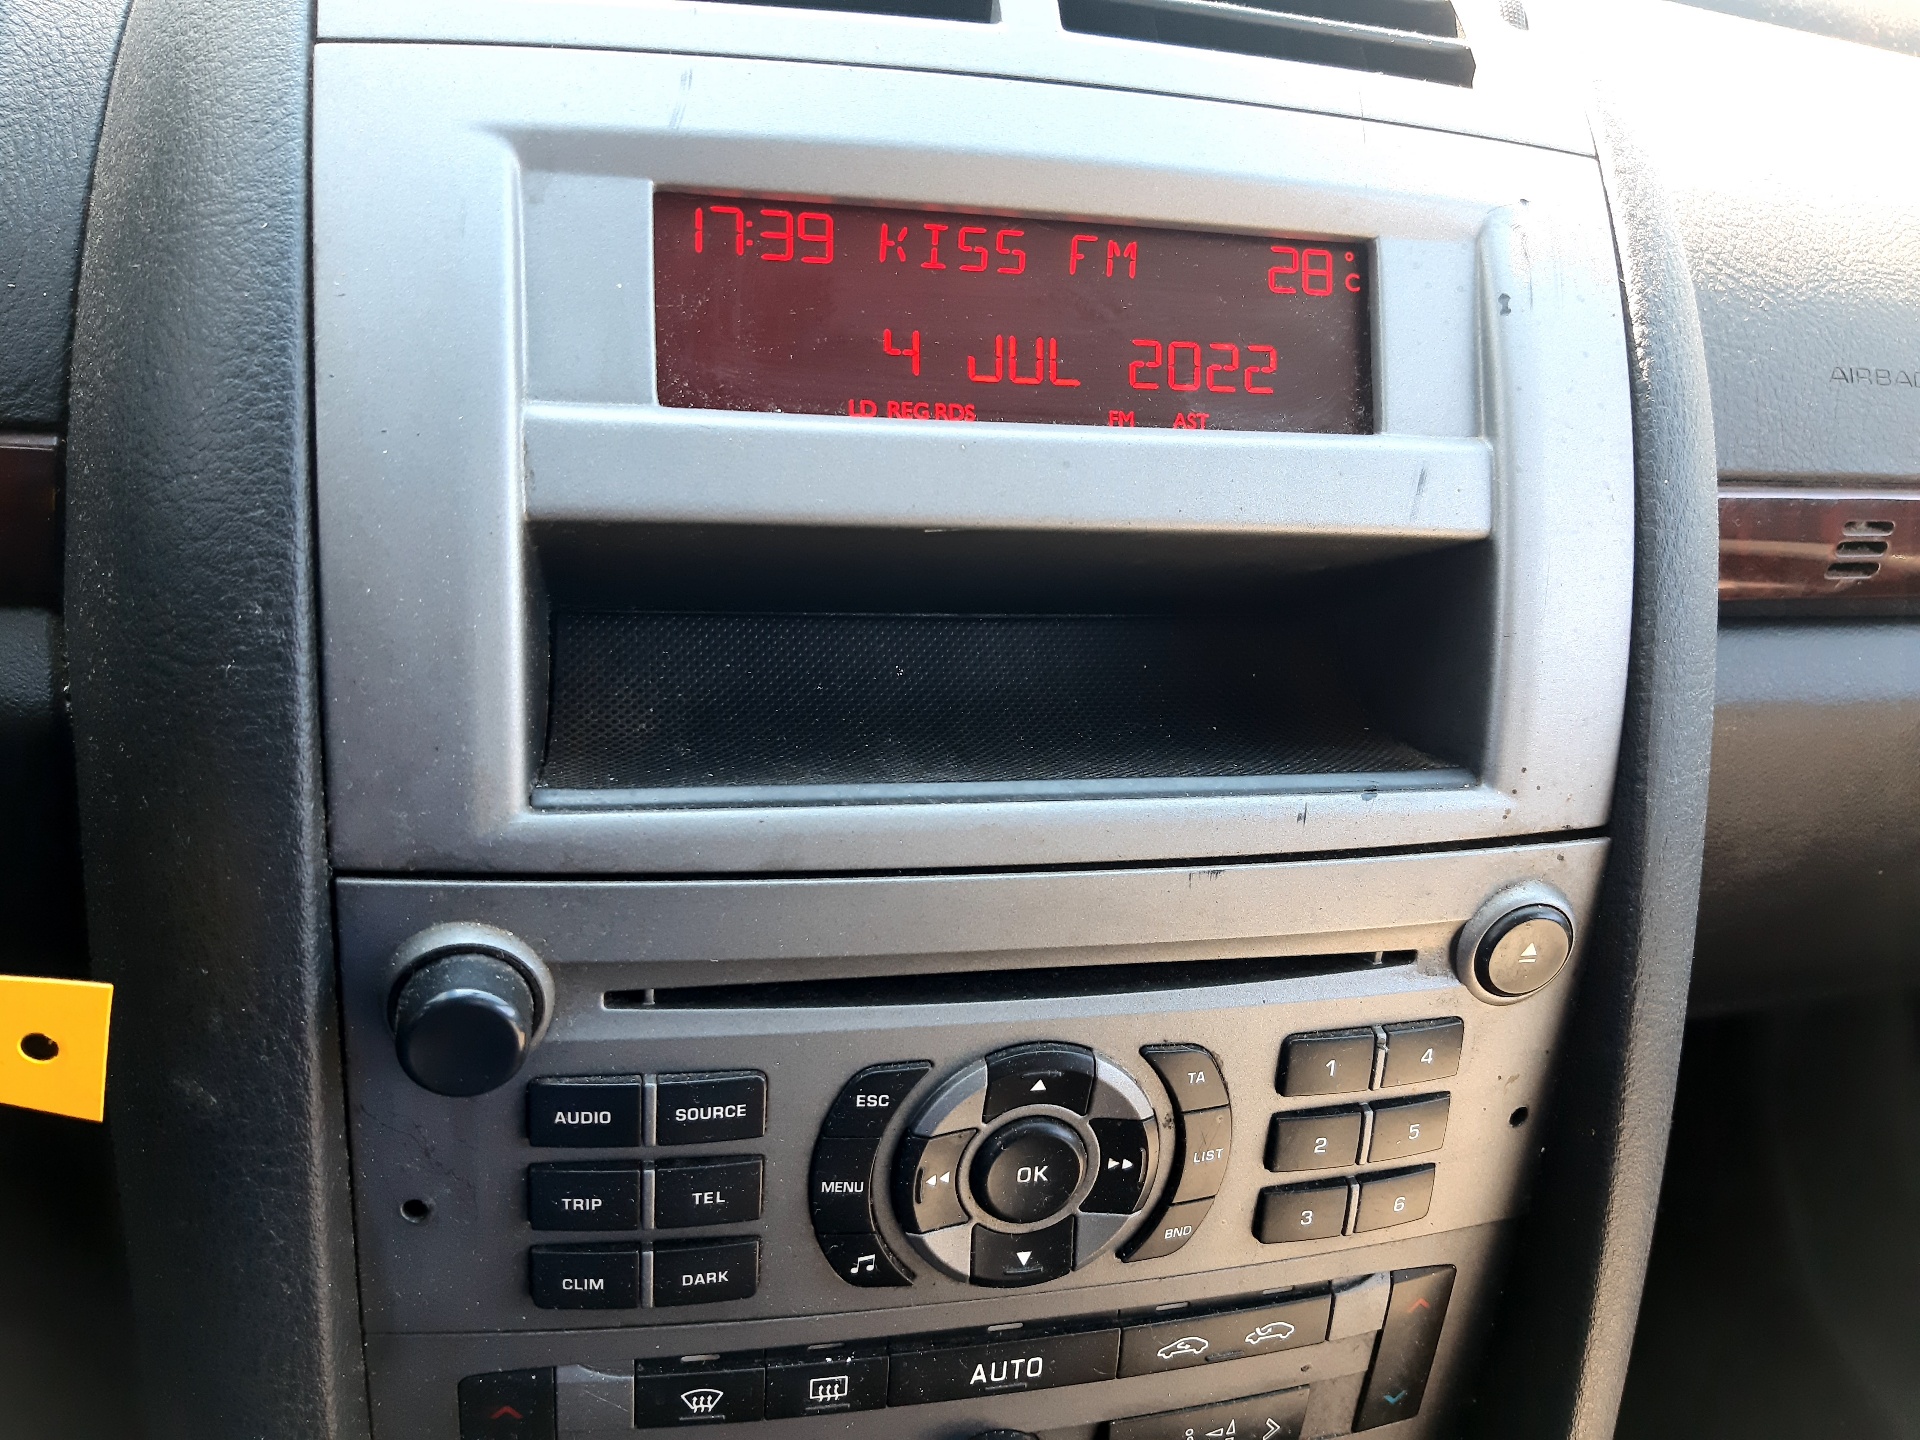 17:39 KISS FM 28°C
4 JUL 2022
LD REG RDS FM AST
AIRBAG
AUDIO SOURCE
TRIP TEL
CLIM DARK
ESC
MENU
OK
TA
LIST
BND
1 4
2 5
3 6
AUTO